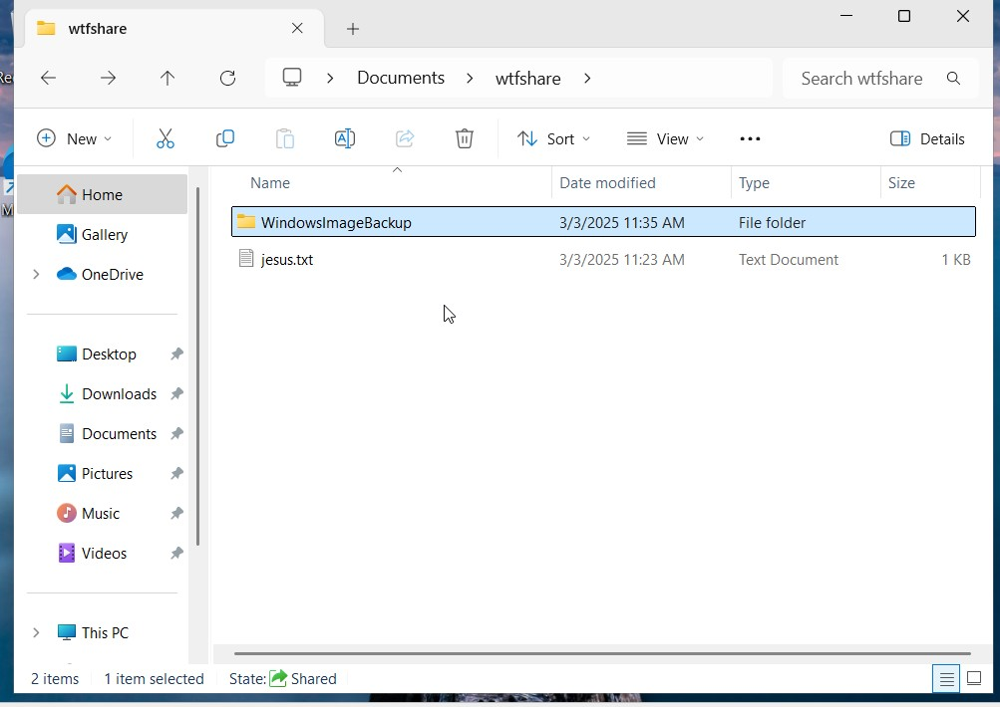 wtfshare
Documents wtfshare Search wtfshare
New Sort View Details
Name Date modified Type Size
Home
Gallery
OneDrive
Desktop
Downloads
Documents
Pictures
Music
Videos
This PC
WindowsImageBackup 3/3/2025 11:35 AM File folder
jesus.txt 3/3/2025 11:23 AM Text Document 1 KB
2 items 1 item selected State: Shared